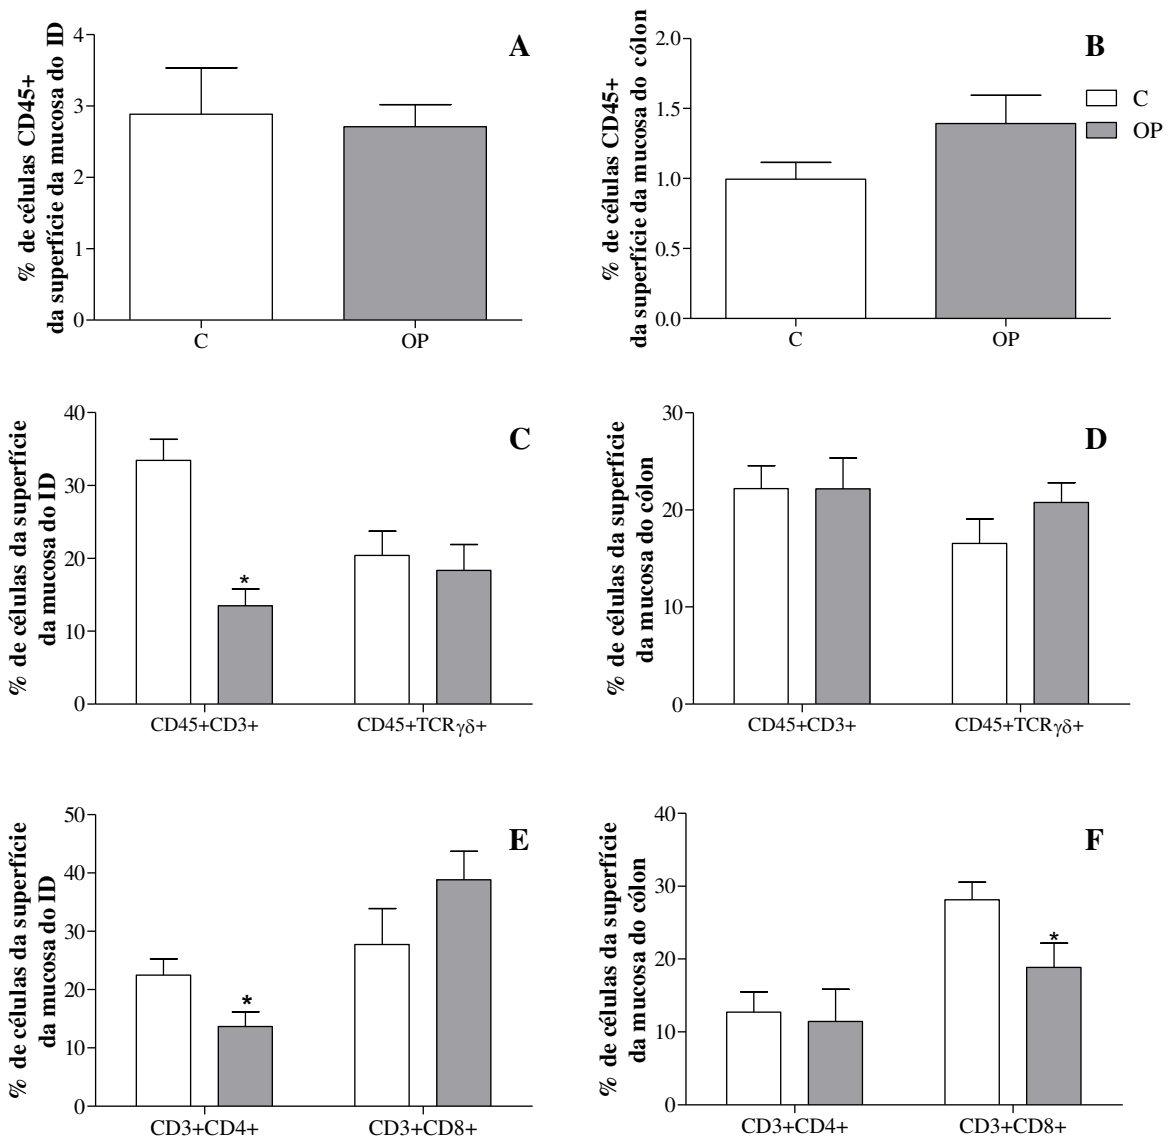 A
% de células CD45+
da superfície da mucosa do ID
4
3
2
1
0
C
OP
B
% de células CD45+
da superfície da mucosa do cólon
2.0
1.5
1.0
0.5
0.0
C
OP
C
OP
C
% de células da superfície
da mucosa do ID
40
30
20
10
0
*
CD45+CD3+
CD45+TCRγδ+
D
% de células da superfície
da mucosa do cólon
30
20
10
0
CD45+CD3+
CD45+TCRγδ+
E
% de células da superfície
da mucosa do ID
50
40
30
20
10
0
*
CD3+CD4+
CD3+CD8+
F
% de células da superfície
da mucosa do cólon
40
30
20
10
0
*
CD3+CD4+
CD3+CD8+